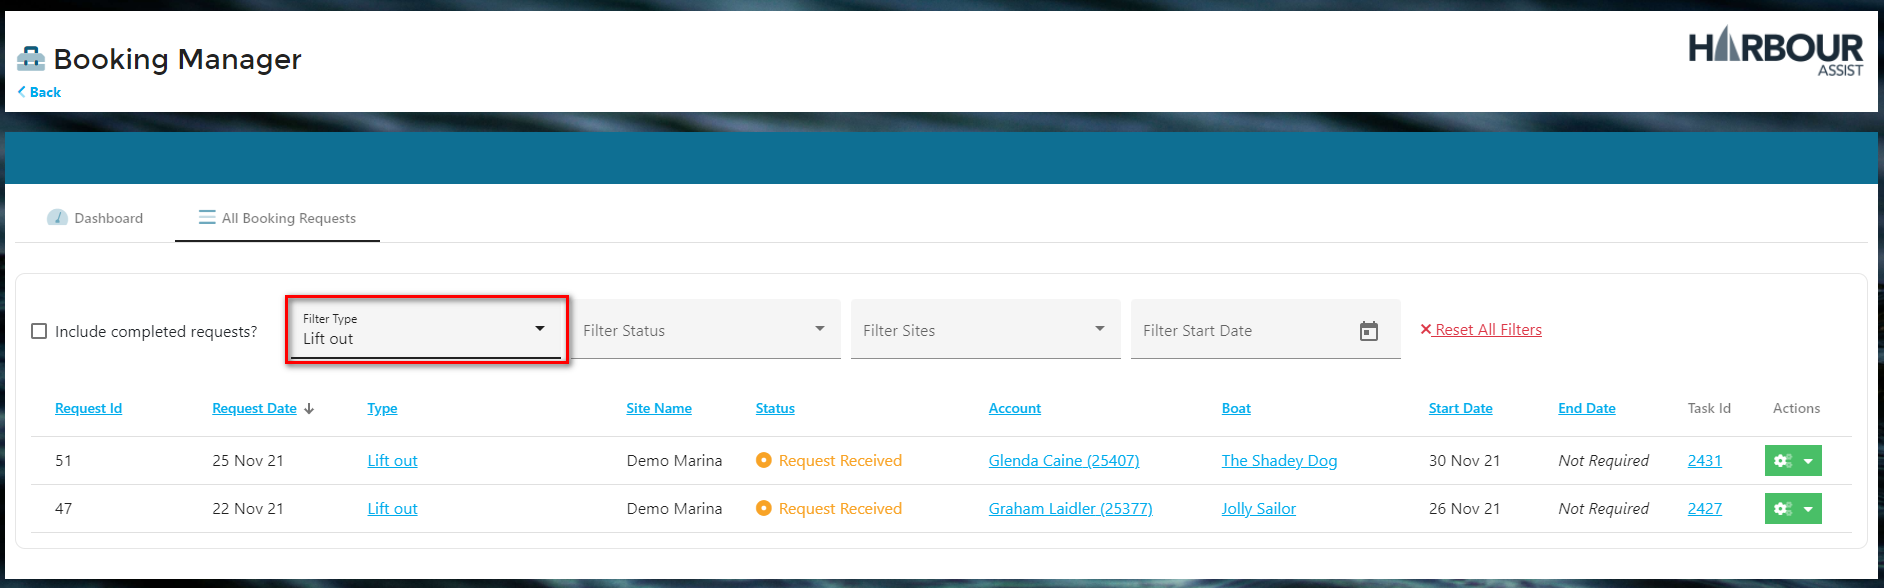 Booking Manager
HARBOUR
ASSIST
Back
Dashboard
All Booking Requests
Include completed requests?
Filter Type
Lift out
Filter Status
Filter Sites
Filter Start Date
Reset All Filters
Request Id Request Date Type Site Name Status Account Boat Start Date End Date Task Id Actions
51 25 Nov 21 Lift out Demo Marina Request Received Glenda Caine (25407) The Shadey Dog 30 Nov 21 Not Required 2431
47 22 Nov 21 Lift out Demo Marina Request Received Graham Laidler (25377) Jolly Sailor 26 Nov 21 Not Required 2427